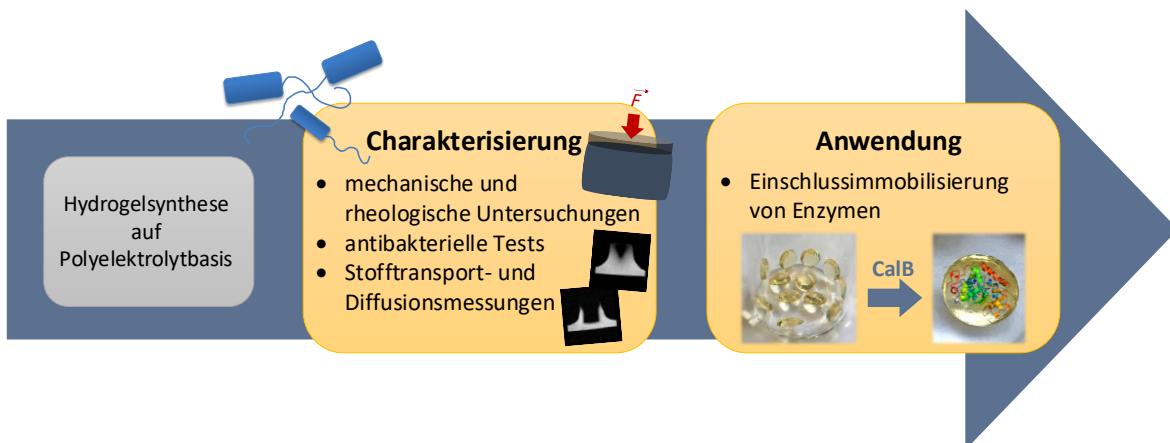 Hydrogelsynthese
auf
Polyelektrolytbasis
Charakterisierung
F
• mechanische und
rheologische Untersuchungen
• antibakterielle Tests
• Stofftransport- und
Diffusionsmessungen
Anwendung
• Einschlussimmobilisierung
von Enzymen
CalB